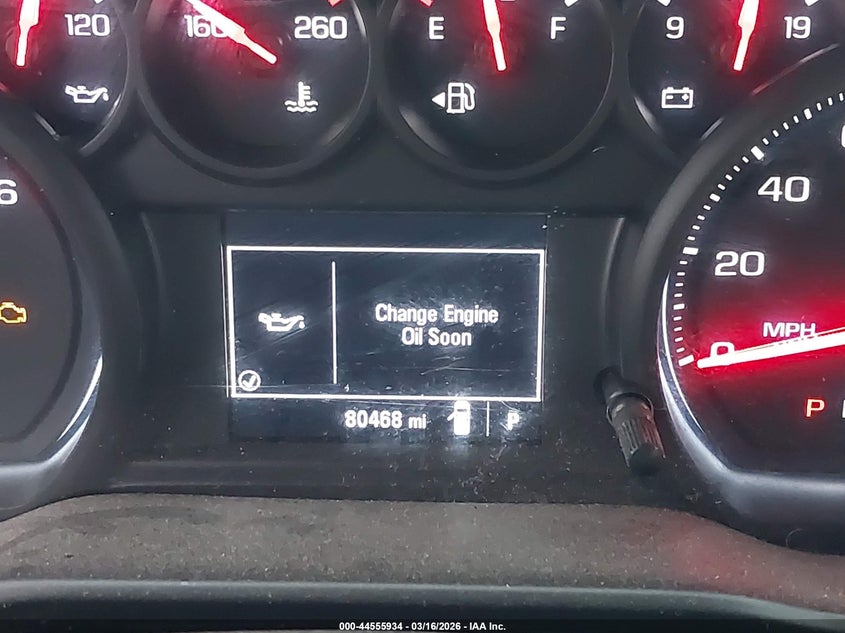 120
160
260
E
F
9
19
6
40
20
0
MPH
Change Engine
Oil Soon
80468 mi
P
P
000-44555934 - 03/16/2026 - IAA Inc.